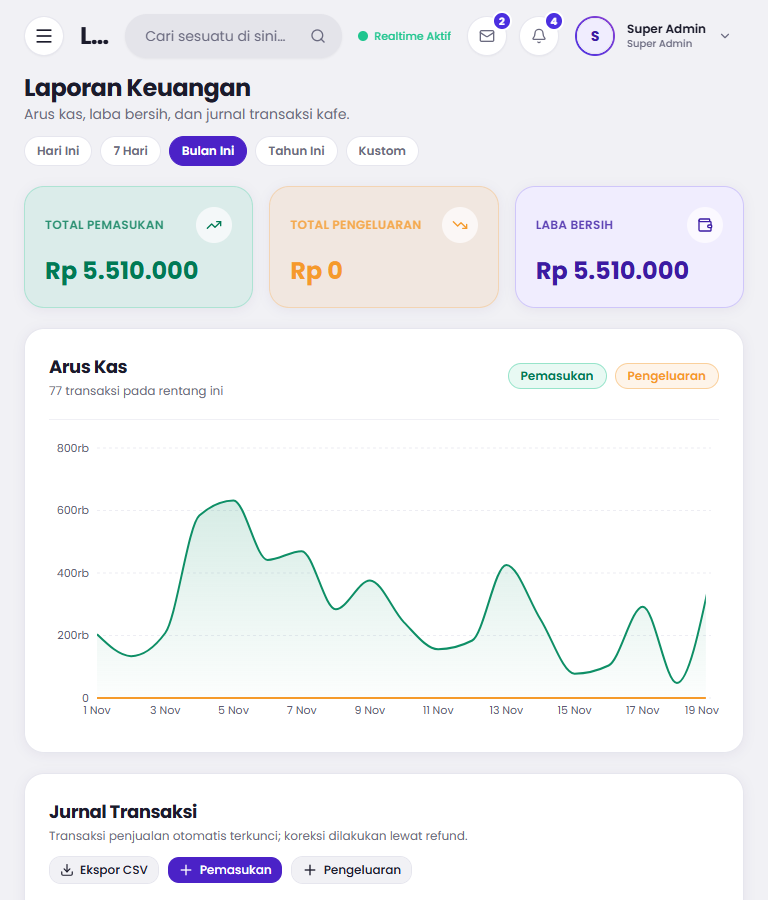 L...
Cari sesuatu di sini...
Realtime Aktif
2
4
S
Super Admin
Super Admin
Laporan Keuangan
Arus kas, laba bersih, dan jurnal transaksi kafe.
Hari Ini
7 Hari
Bulan Ini
Tahun Ini
Kustom
TOTAL PEMASUKAN
Rp 5.510.000
TOTAL PENGELUARAN
Rp 0
LABA BERSIH
Rp 5.510.000
Arus Kas
77 transaksi pada rentang ini
Pemasukan
Pengeluaran
800rb
600rb
400rb
200rb
0
1 Nov
3 Nov
5 Nov
7 Nov
9 Nov
11 Nov
13 Nov
15 Nov
17 Nov
19 Nov
Jurnal Transaksi
Transaksi penjualan otomatis terkunci; koreksi dilakukan lewat refund.
Ekspor CSV
Pemasukan
Pengeluaran